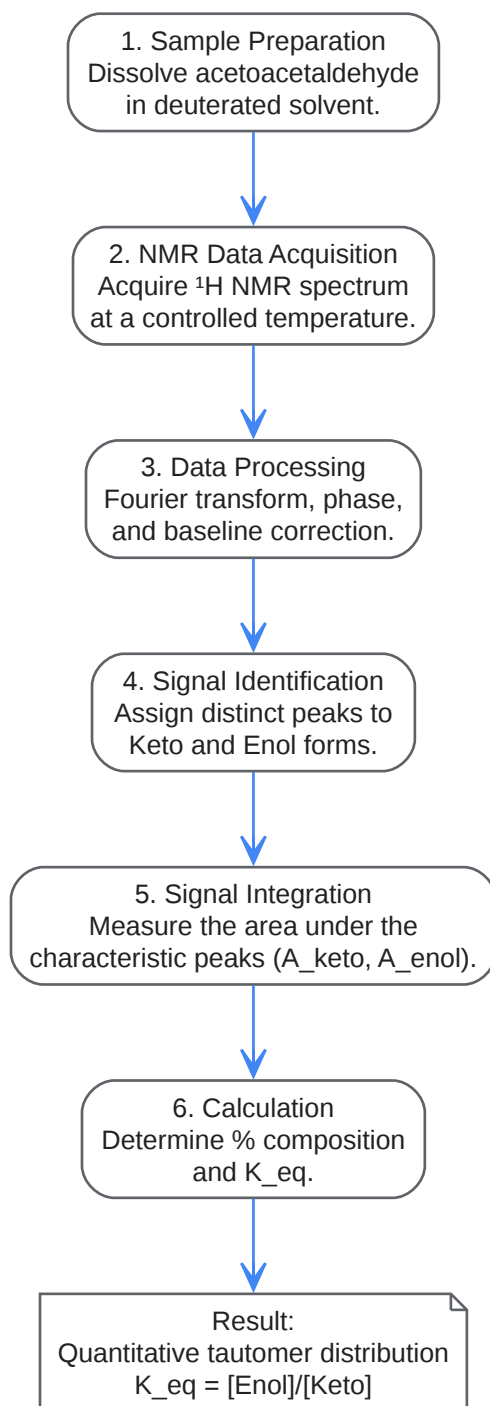 1. Sample Preparation
Dissolve acetoacetaldehyde
in deuterated solvent.
2. NMR Data Acquisition
Acquire ¹H NMR spectrum
at a controlled temperature.
3. Data Processing
Fourier transform, phase,
and baseline correction.
4. Signal Identification
Assign distinct peaks to
Keto and Enol forms.
5. Signal Integration
Measure the area under the
characteristic peaks (A_keto, A_enol).
6. Calculation
Determine % composition
and K_eq.
Result:
Quantitative tautomer distribution
K_eq = [Enol]/[Keto]